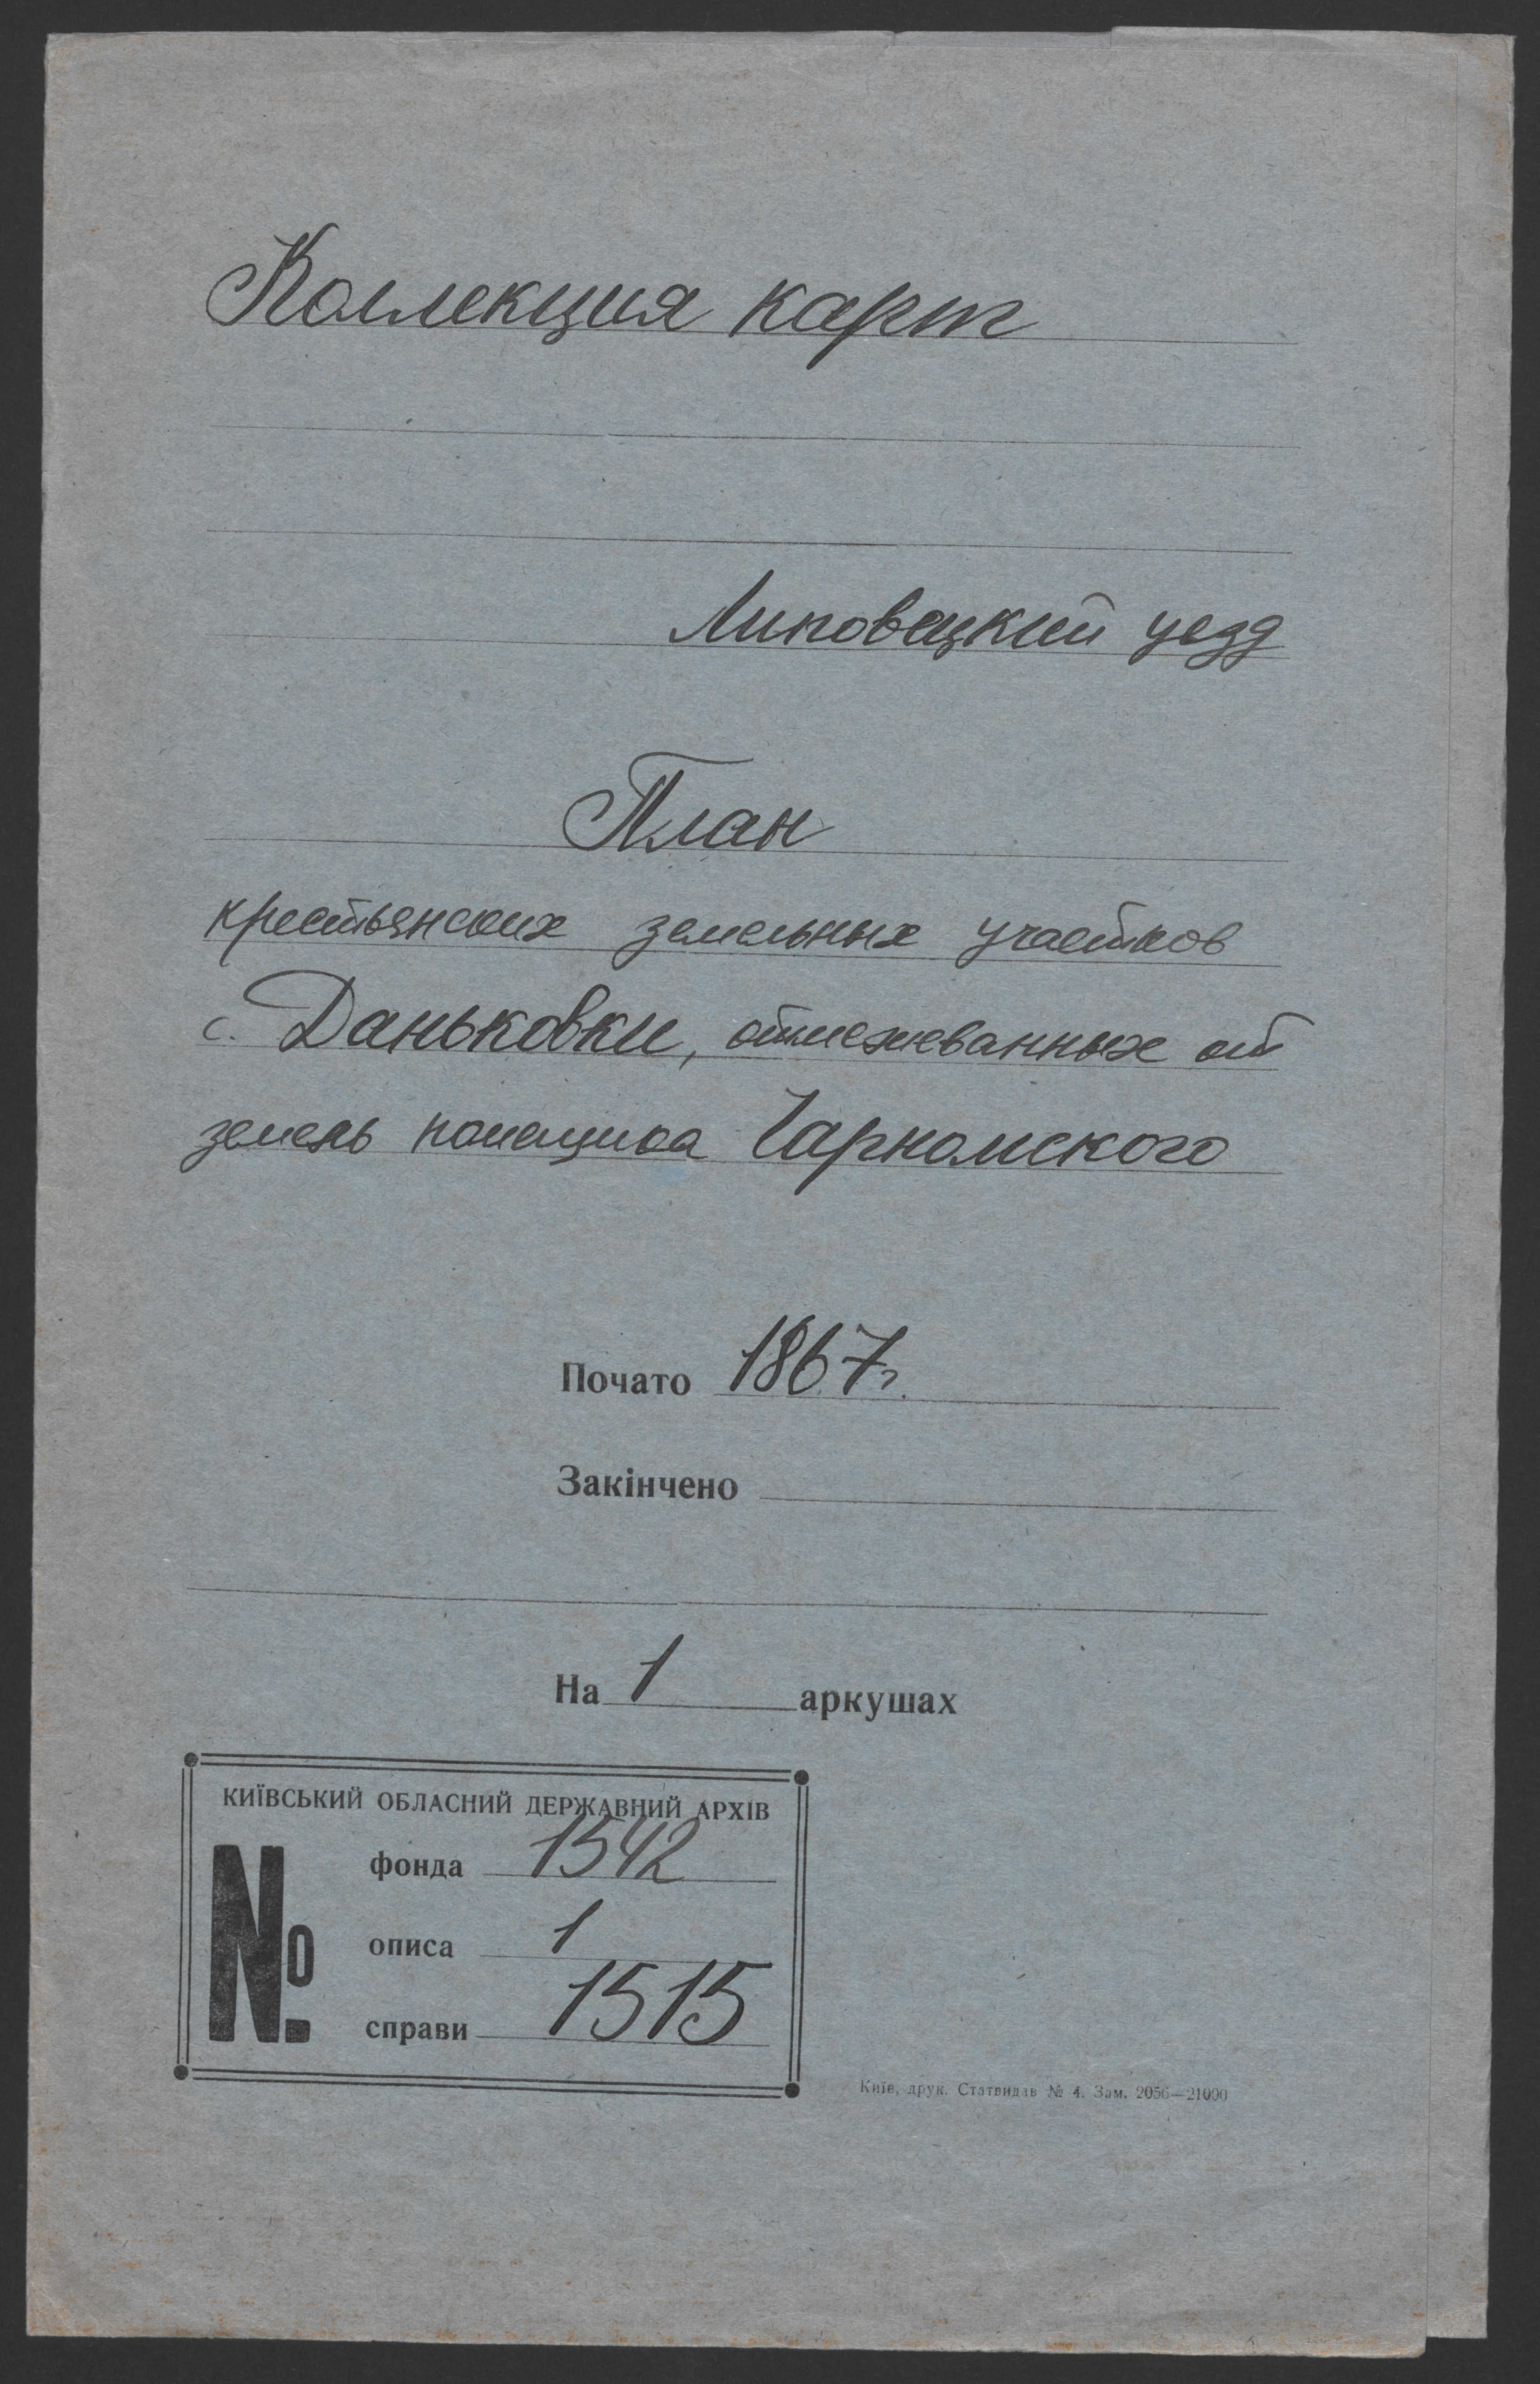 Коллекция карт
Липовецкий уезд
План
крестьянских земельных участков
с. Даньковки, отмежеванных от
земель помещика Чарномского
Почато 1867 г.
Закінчено
На 1 аркушах
КИЇВСЬКИЙ ОБЛАСНИЙ ДЕРЖАВНИЙ АРХІВ
№
фонда 1542
описа 1
справи 1515
Київ, друк. Статвидав № 4. Зам. 2056—21000